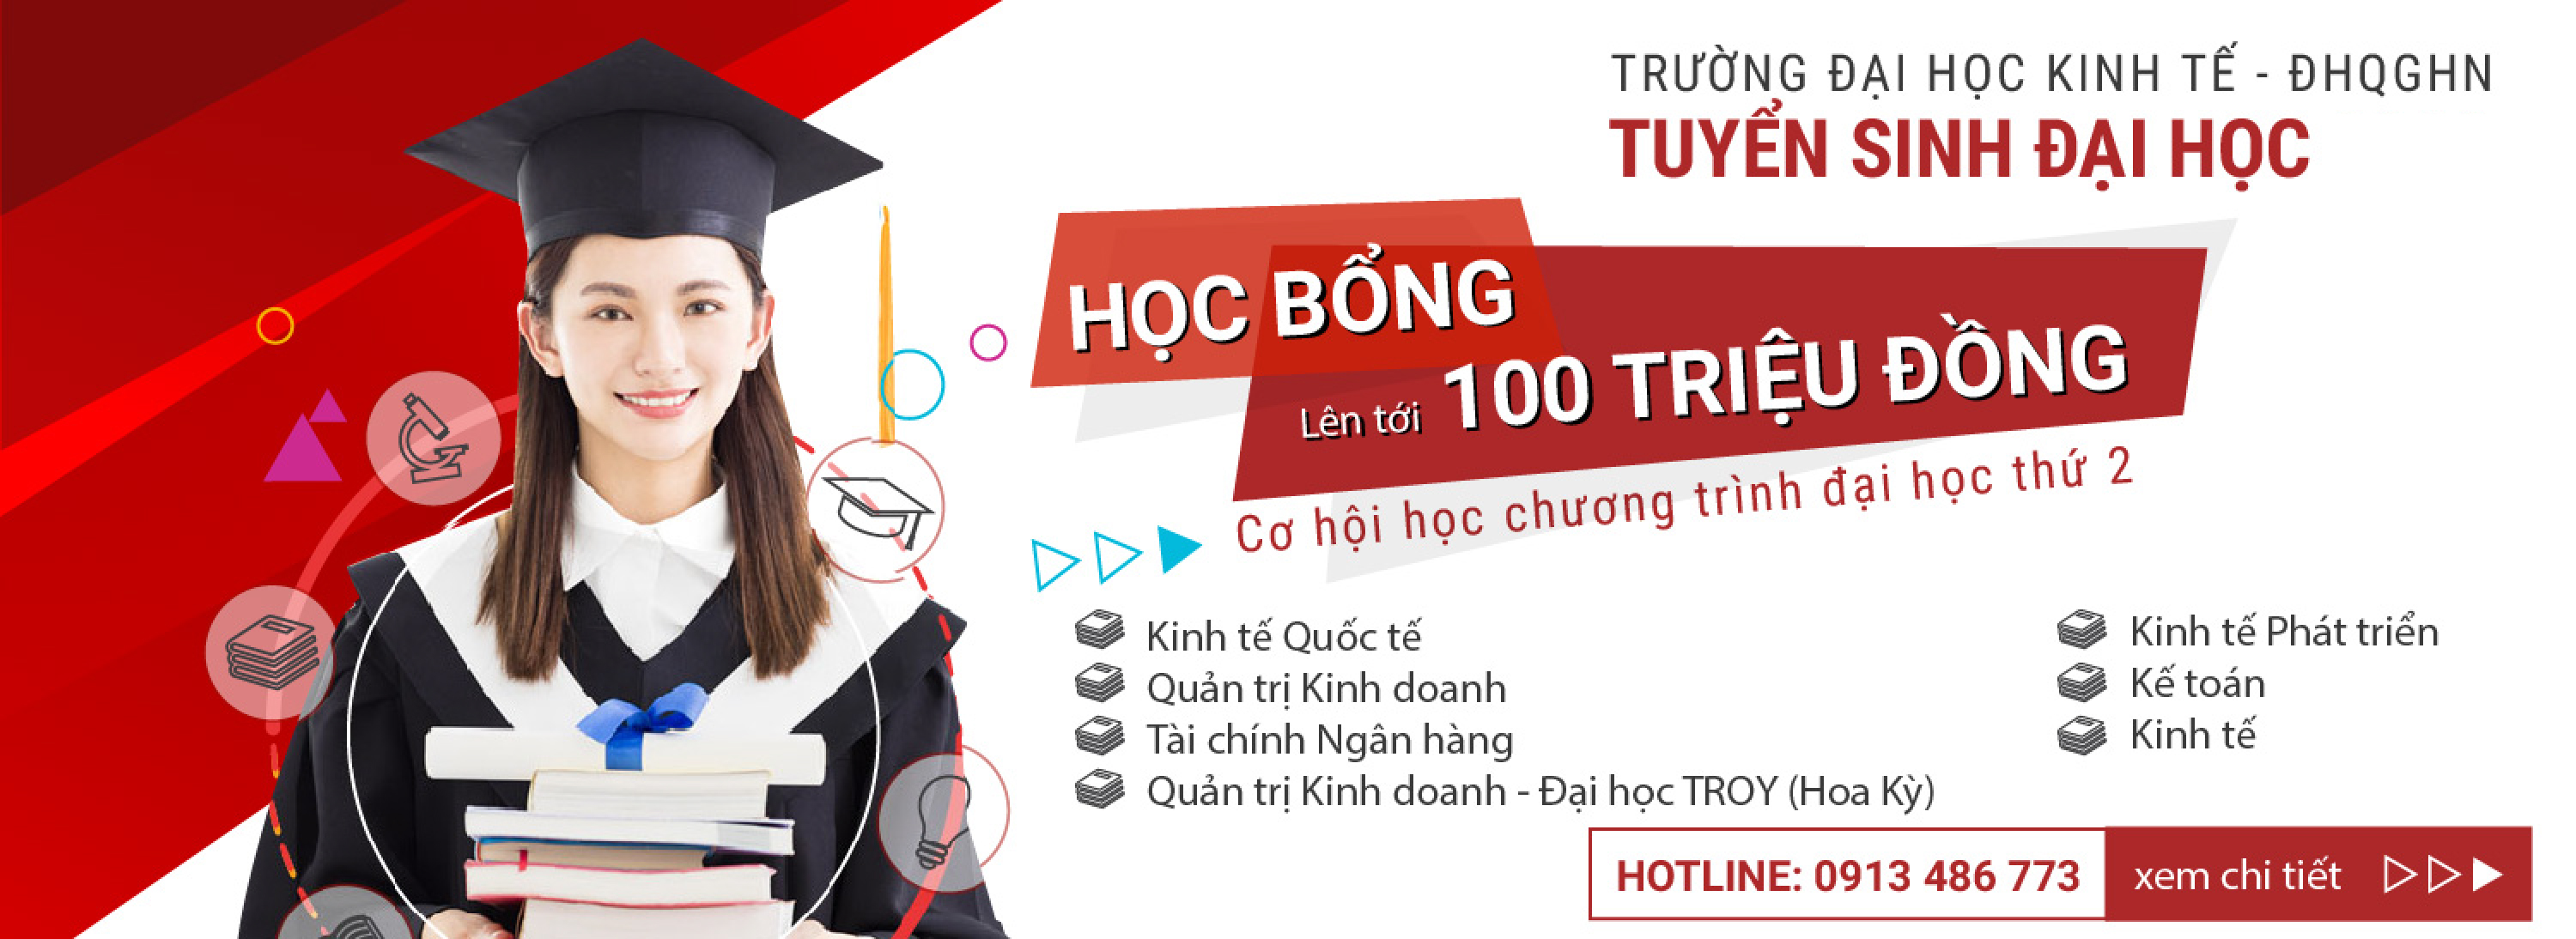 TRƯỜNG ĐẠI HỌC KINH TẾ - ĐHQGHN
TUYỂN SINH ĐẠI HỌC
HỌC BỔNG
Lên tới 100 TRIỆU ĐỒNG
Cơ hội học chương trình đại học thứ 2
Kinh tế Quốc tế
Quản trị Kinh doanh
Tài chính Ngân hàng
Quản trị Kinh doanh - Đại học TROY (Hoa Kỳ)
Kinh tế Phát triển
Kế toán
Kinh tế
HOTLINE: 0913 486 773
xem chi tiết